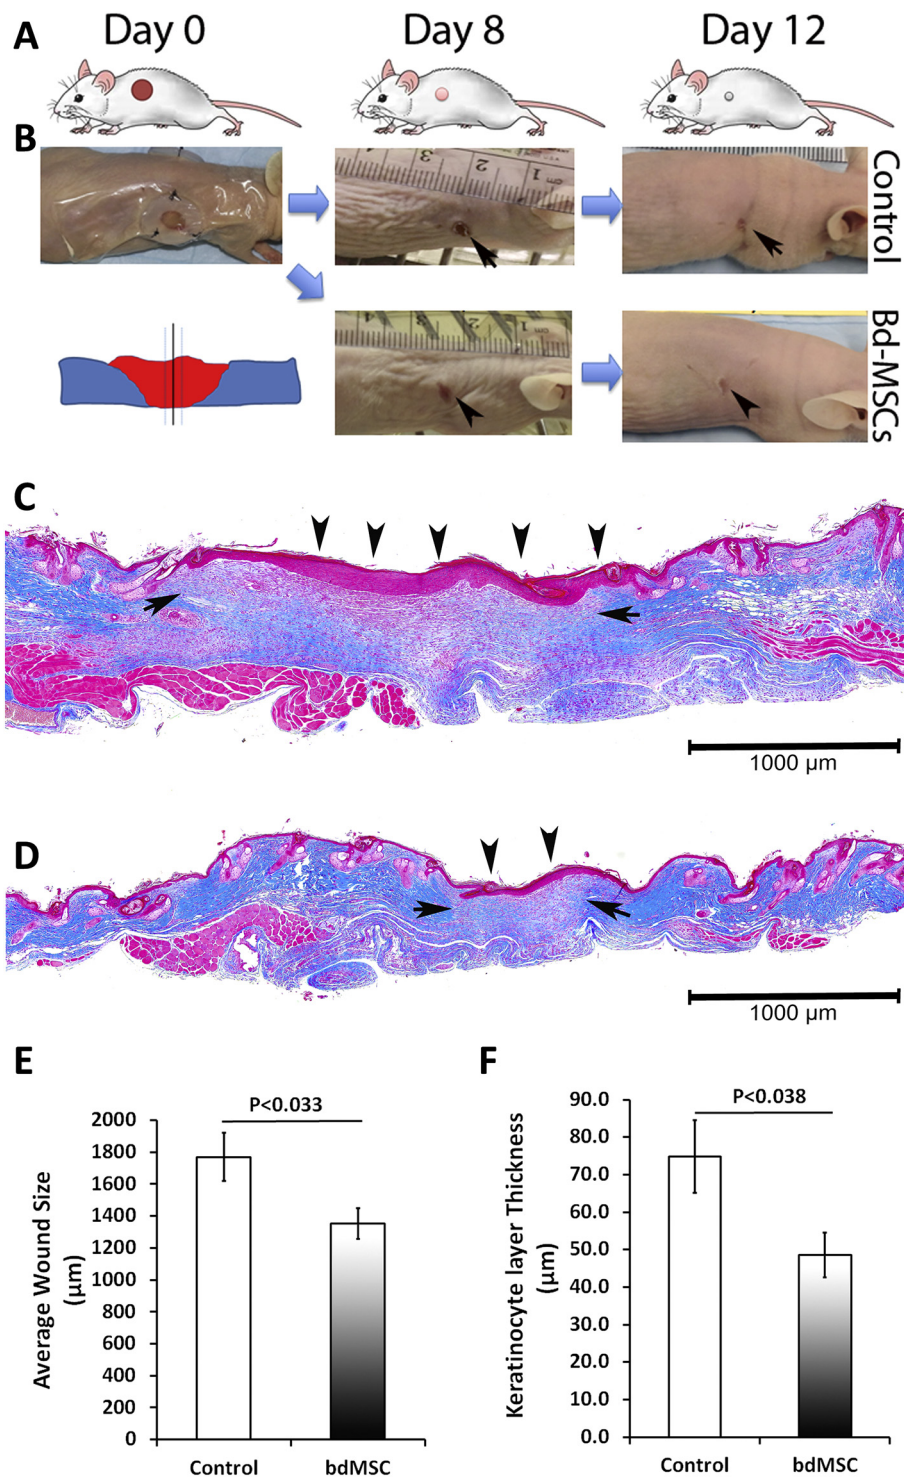 A
Day 0
Day 8
Day 12
B
Control
Bd-MSCs
C
1000 μm
D
1000 μm
E
F
P<0.033
2000
1800
1600
1400
1200
1000
800
600
400
200
0
Average Wound Size
(μm)
Control
bdMSC
P<0.038
90.0
80.0
70.0
60.0
50.0
40.0
30.0
20.0
10.0
0.0
Keratinocyte layer Thickness
(μm)
Control
bdMSC